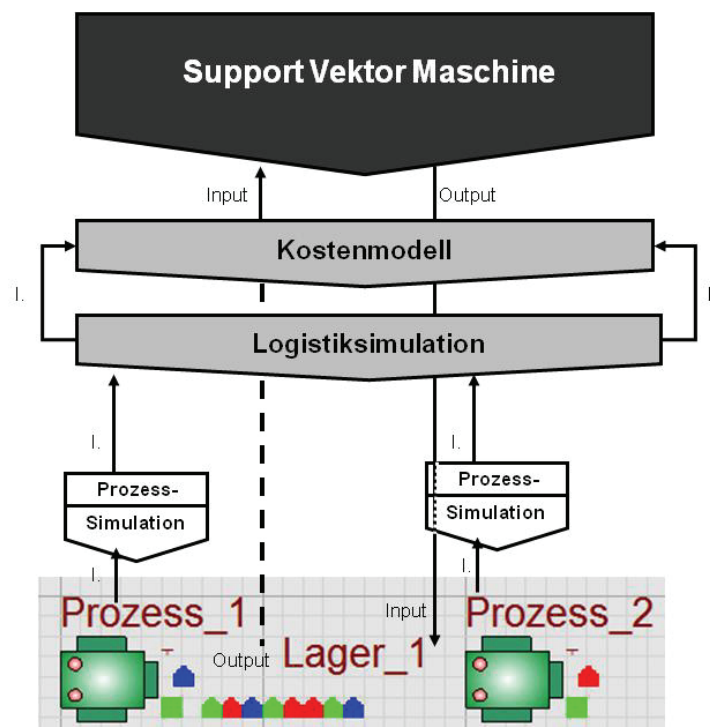 Support Vektor Maschine
Input
Output
Kostenmodell
I.
I
Logistiksimulation
I.
I.
Prozess-
Simulation
Prozess-
Simulation
I.
I.
Prozess_1
Input
Prozess_2
Output
Lager_1